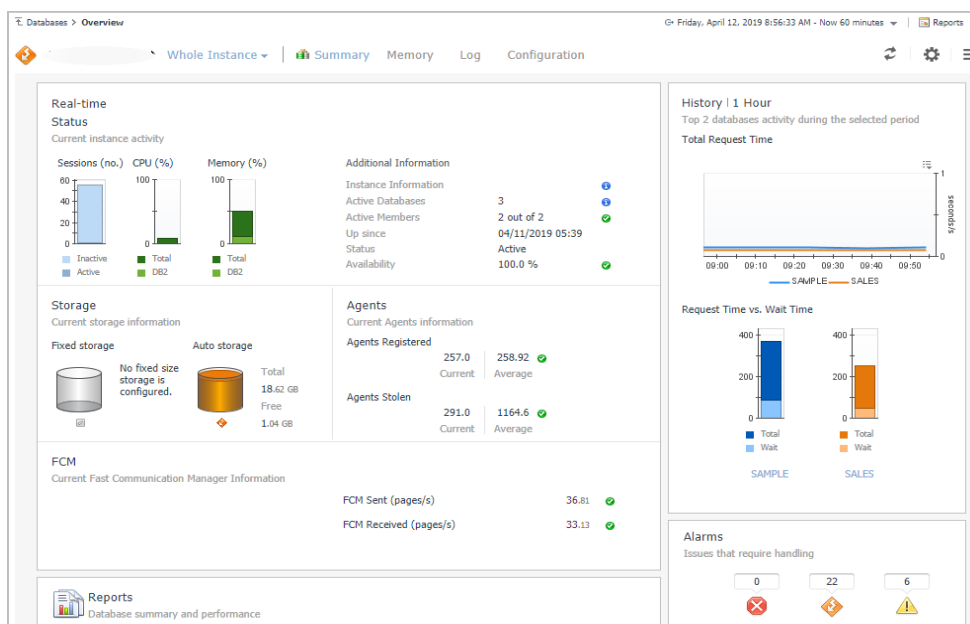 Databases > Overview
Friday, April 12, 2019 8:56:33 AM - Now 60 minutes
Reports
Whole Instance
Summary
Memory
Log
Configuration
Real-time
Status
Current instance activity
Sessions (no.)
CPU (%)
Memory (%)
60
40
20
0
100
0
100
0
Inactive
Active
Total
DB2
Total
DB2
Additional Information
Instance Information
Active Databases 3
Active Members 2 out of 2
Up since 04/11/2019 05:39
Status Active
Availability 100.0 %
Storage
Current storage information
Fixed storage
No fixed size
storage is
configured.
Auto storage
Total
18.62 GB
Free
1.04 GB
Agents
Current Agents information
Agents Registered
257.0 258.92
Current Average
Agents Stolen
291.0 1164.6
Current Average
FCM
Current Fast Communication Manager Information
FCM Sent (pages/s) 36.81
FCM Received (pages/s) 33.13
Reports
Database summary and performance
History | 1 Hour
Top 2 databases activity during the selected period
Total Request Time
1
seconds/s
0
09:00 09:10 09:20 09:30 09:40 09:50
SAMPLE SALES
Request Time vs. Wait Time
400
200
0
400
200
0
Total
Wait
Total
Wait
SAMPLE
SALES
Alarms
Issues that require handling
0 22 6